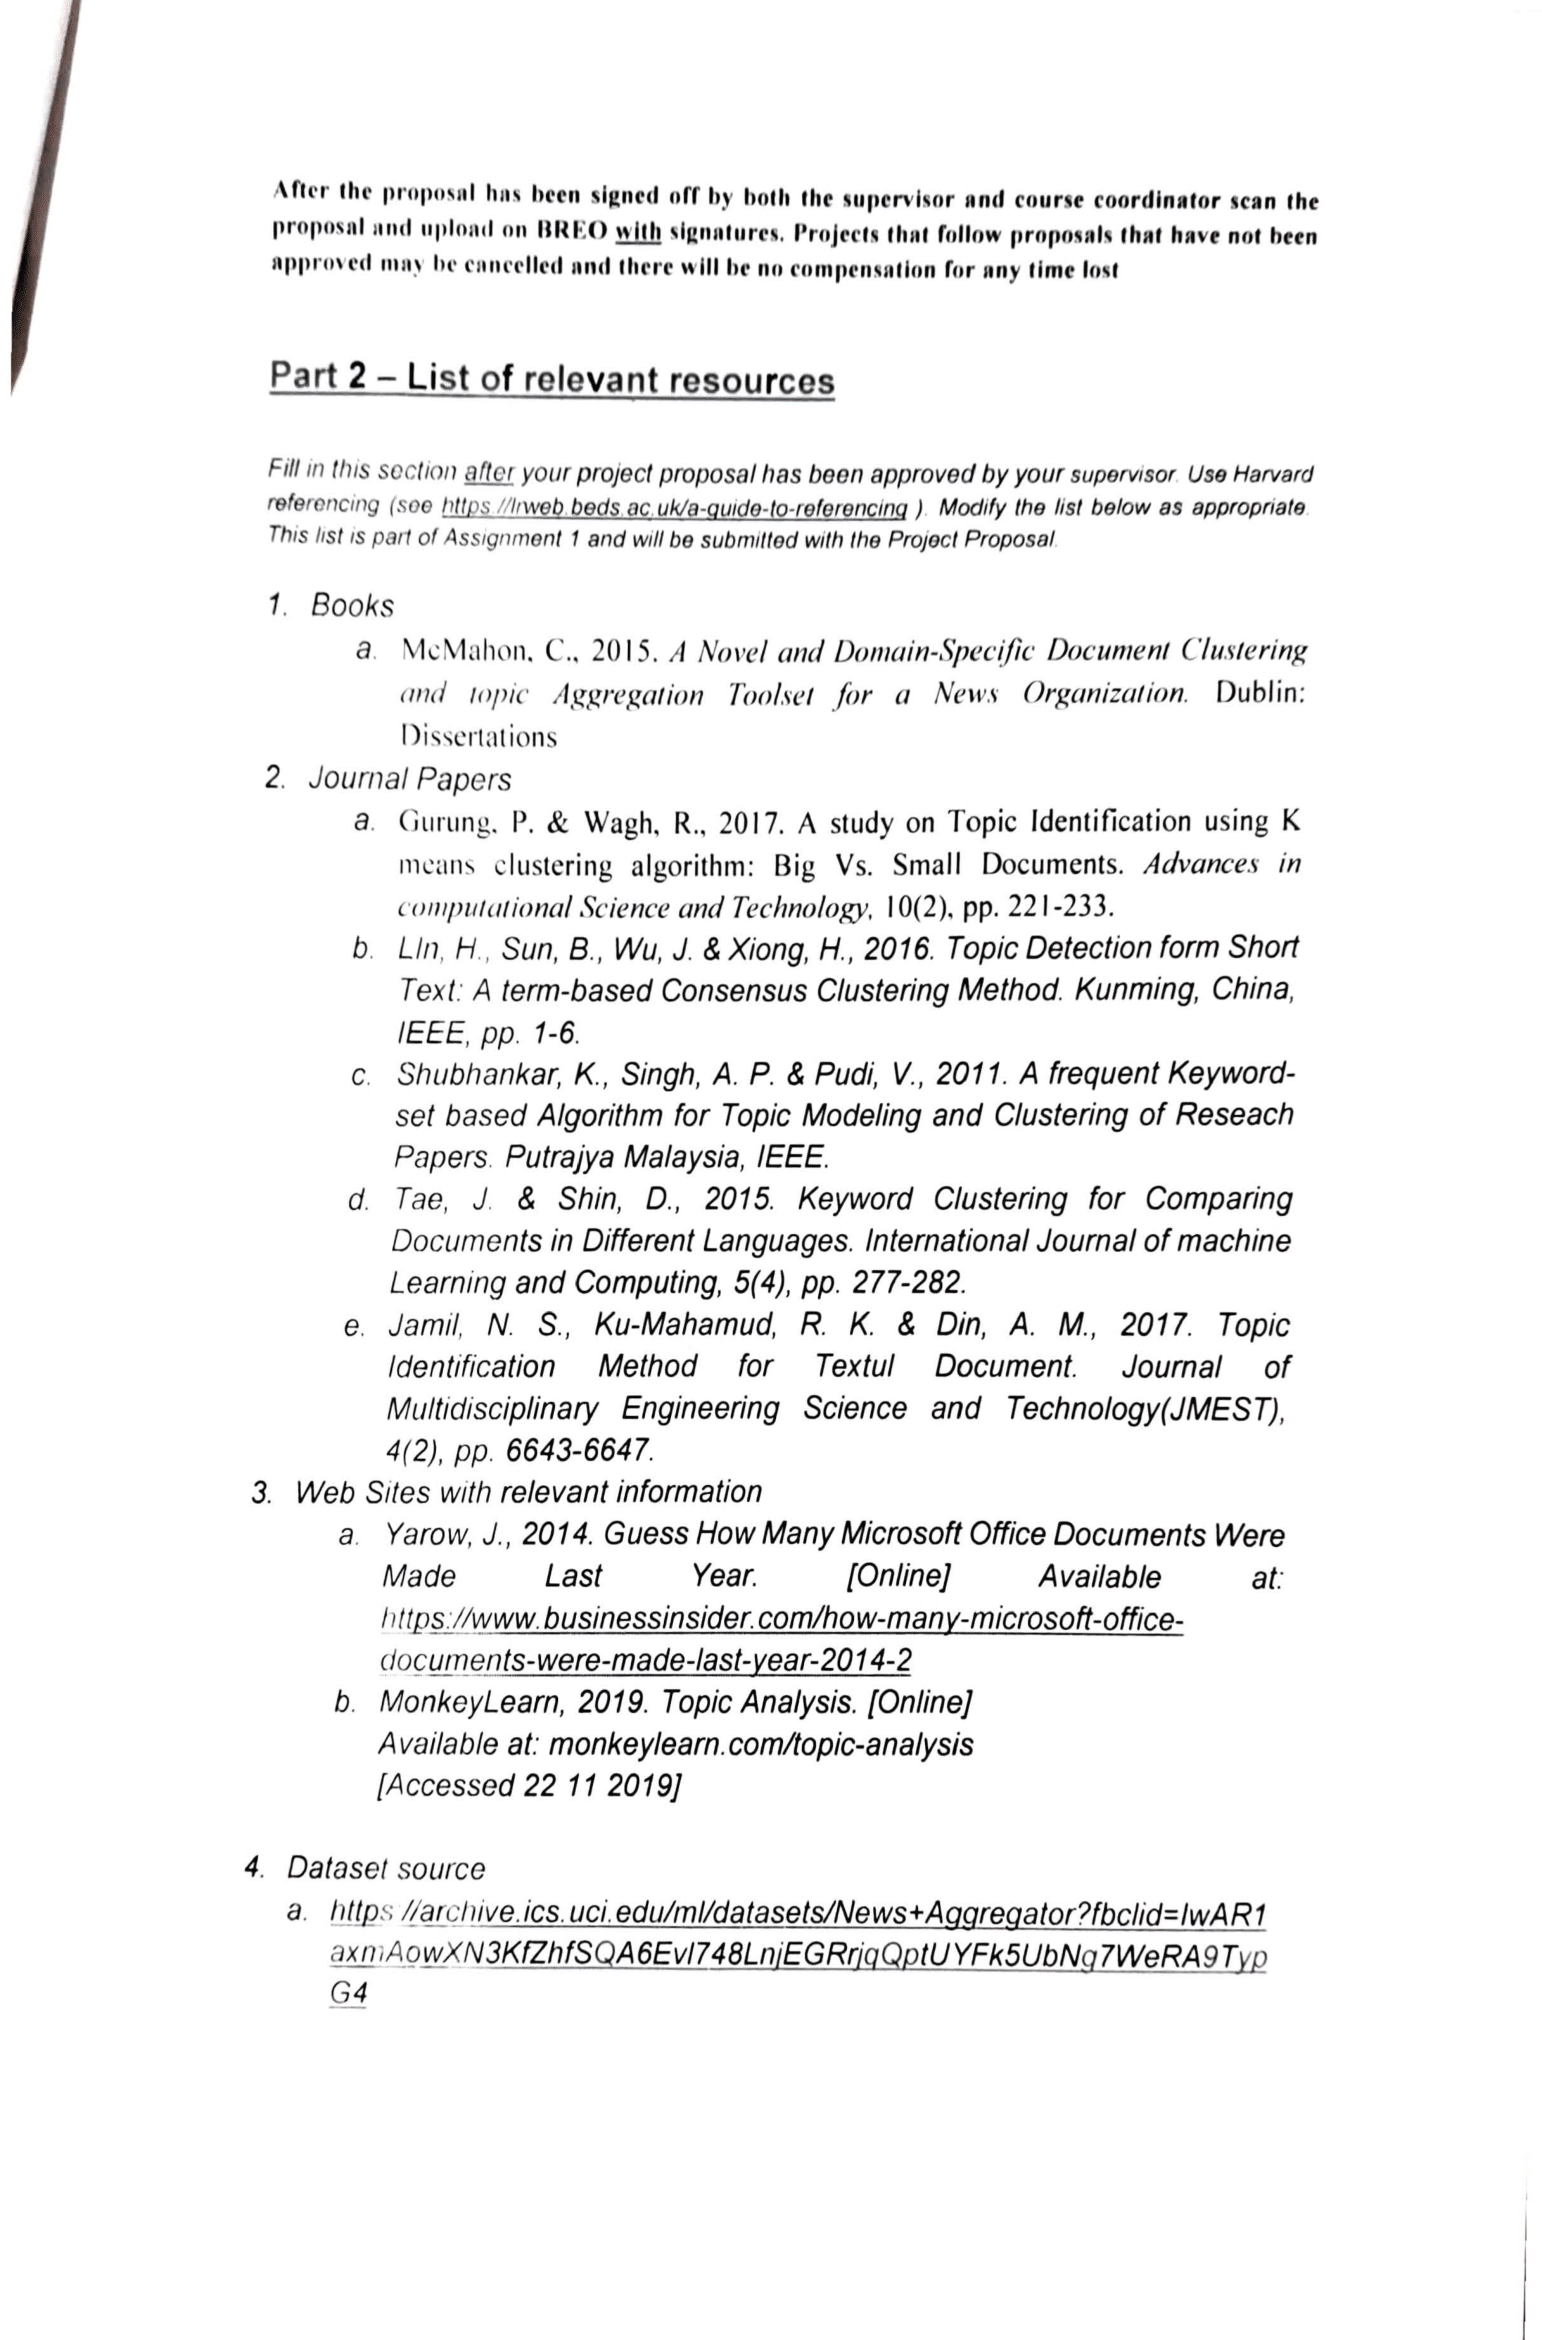 After the proposal has been signed off by both the supervisor and course coordinator scan the
proposal and upload on BREO with signatures. Projects that follow proposals that have not been
approved may be cancelled and there will be no compensation for any time lost
Part 2 – List of relevant resources
Fill in this section after your project proposal has been approved by your supervisor. Use Harvard
referencing (see https://lrweb.beds.ac.uk/a-guide-to-referencing ). Modify the list below as appropriate.
This list is part of Assignment 1 and will be submitted with the Project Proposal.
1. Books
a. McMahon, C., 2015. A Novel and Domain-Specific Document Clustering
and topic Aggregation Toolset for a News Organization. Dublin:
Dissertations
2. Journal Papers
a. Gurung, P. & Wagh, R., 2017. A study on Topic Identification using K
means clustering algorithm: Big Vs. Small Documents. Advances in
computational Science and Technology, 10(2), pp. 221-233.
b. LIn, H., Sun, B., Wu, J. & Xiong, H., 2016. Topic Detection form Short
Text: A term-based Consensus Clustering Method. Kunming, China,
IEEE, pp. 1-6.
c. Shubhankar, K., Singh, A. P. & Pudi, V., 2011. A frequent Keyword-
set based Algorithm for Topic Modeling and Clustering of Reseach
Papers. Putrajya Malaysia, IEEE.
d. Tae, J. & Shin, D., 2015. Keyword Clustering for Comparing
Documents in Different Languages. International Journal of machine
Learning and Computing, 5(4), pp. 277-282.
e. Jamil, N. S., Ku-Mahamud, R. K. & Din, A. M., 2017. Topic
Identification Method for Textul Document. Journal of
Multidisciplinary Engineering Science and Technology(JMEST),
4(2), pp. 6643-6647.
3. Web Sites with relevant information
a. Yarow, J., 2014. Guess How Many Microsoft Office Documents Were
Made Last Year. [Online] Available at:
https://www.businessinsider.com/how-many-microsoft-office-
documents-were-made-last-year-2014-2
b. MonkeyLearn, 2019. Topic Analysis. [Online]
Available at: monkeylearn.com/topic-analysis
[Accessed 22 11 2019]
4. Dataset source
a. https://archive.ics.uci.edu/ml/datasets/News+Aggregator?fbclid=IwAR1
axmAowXN3KfZhfSQA6EvI748LnjEGRrjqQptUYFk5UbNg7WeRA9Typ
G4